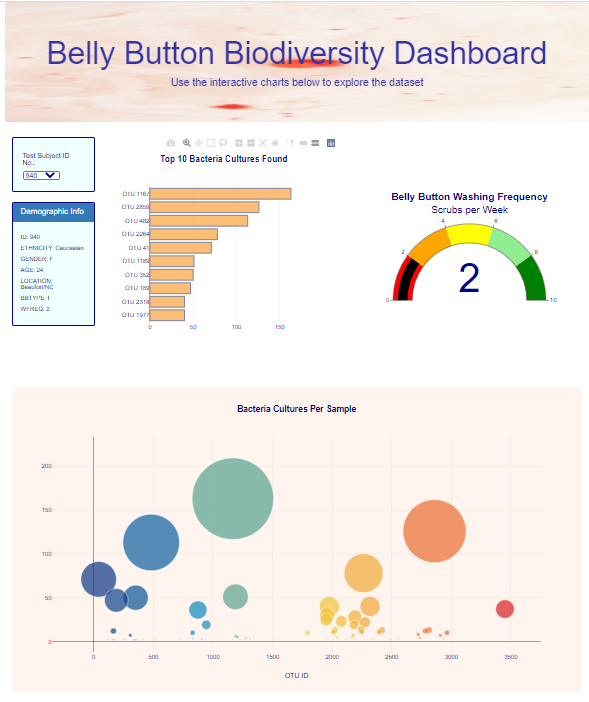 Belly Button Biodiversity Dashboard
Use the interactive charts below to explore the dataset
Test Subject ID
No.:
940
Demographic Info
ID: 940
ETHNICITY: Caucasian
GENDER: F
AGE: 24
LOCATION:
Beaufort/NC
BBTYPE: I
WFREQ: 2
Top 10 Bacteria Cultures Found
OTU 1167
OTU 2859
OTU 482
OTU 2264
OTU 41
OTU 1189
OTU 352
OTU 189
OTU 2318
OTU 1977
0 50 100 150
Belly Button Washing Frequency
Scrubs per Week
0 2 4 6 8 10
2
Bacteria Cultures Per Sample
200
150
100
50
0
0 500 1000 1500 2000 2500 3000 3500
OTU ID